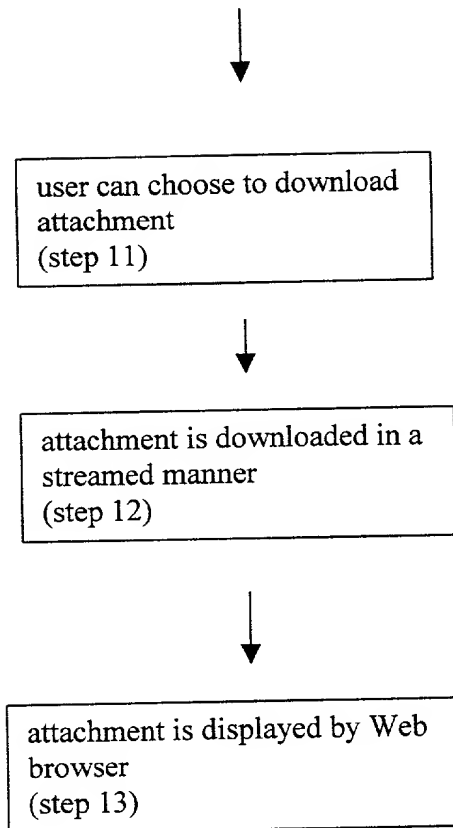 user can choose to download
attachment
(step 11)
attachment is downloaded in a
streamed manner
(step 12)
attachment is displayed by Web
browser
(step 13)